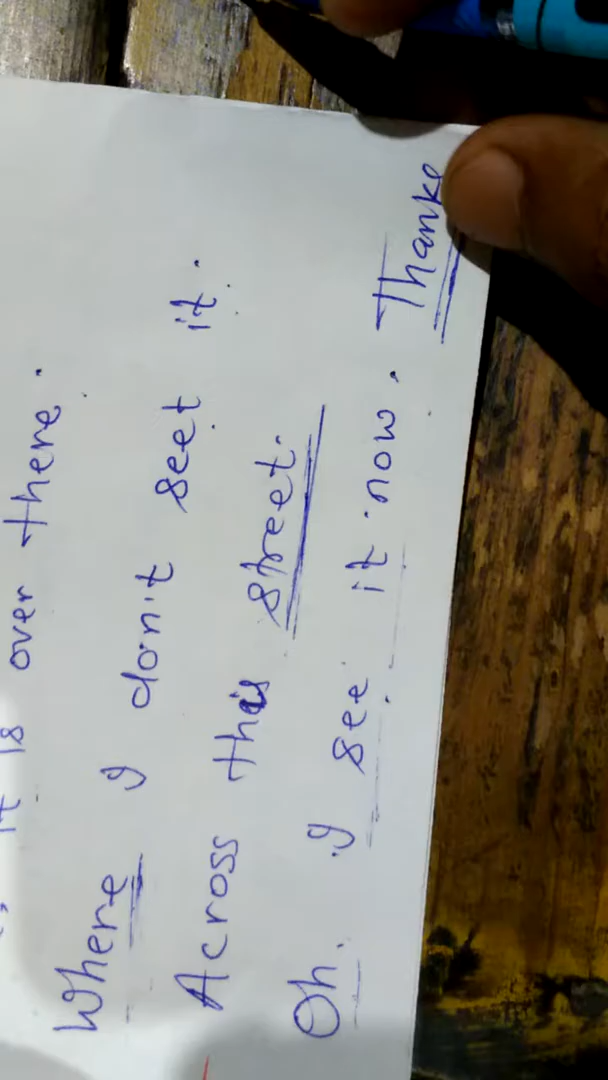 it is over there.
Where I don't seet it.
Across this street.
Oh. I see it now. Thanks